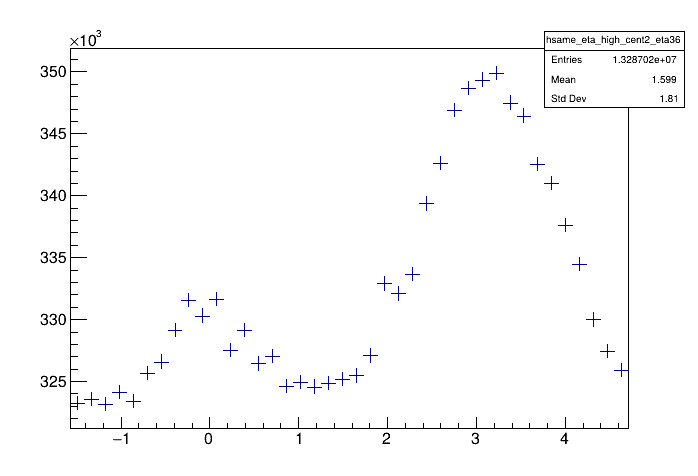 ×10³
hsame_eta_high_cent2_eta36
Entries 1.328702e+07
Mean 1.599
Std Dev 1.81
350
345
340
335
330
325
−1 0 1 2 3 4